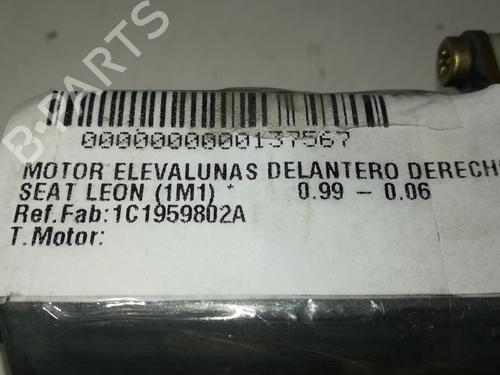 B-PARTS
0000000000137567
MOTOR ELEVALUNAS DELANTERO DERECH
SEAT LEON (1M1) * 0.99 - 0.06
Ref.Fab:1C1959802A
T.Motor: